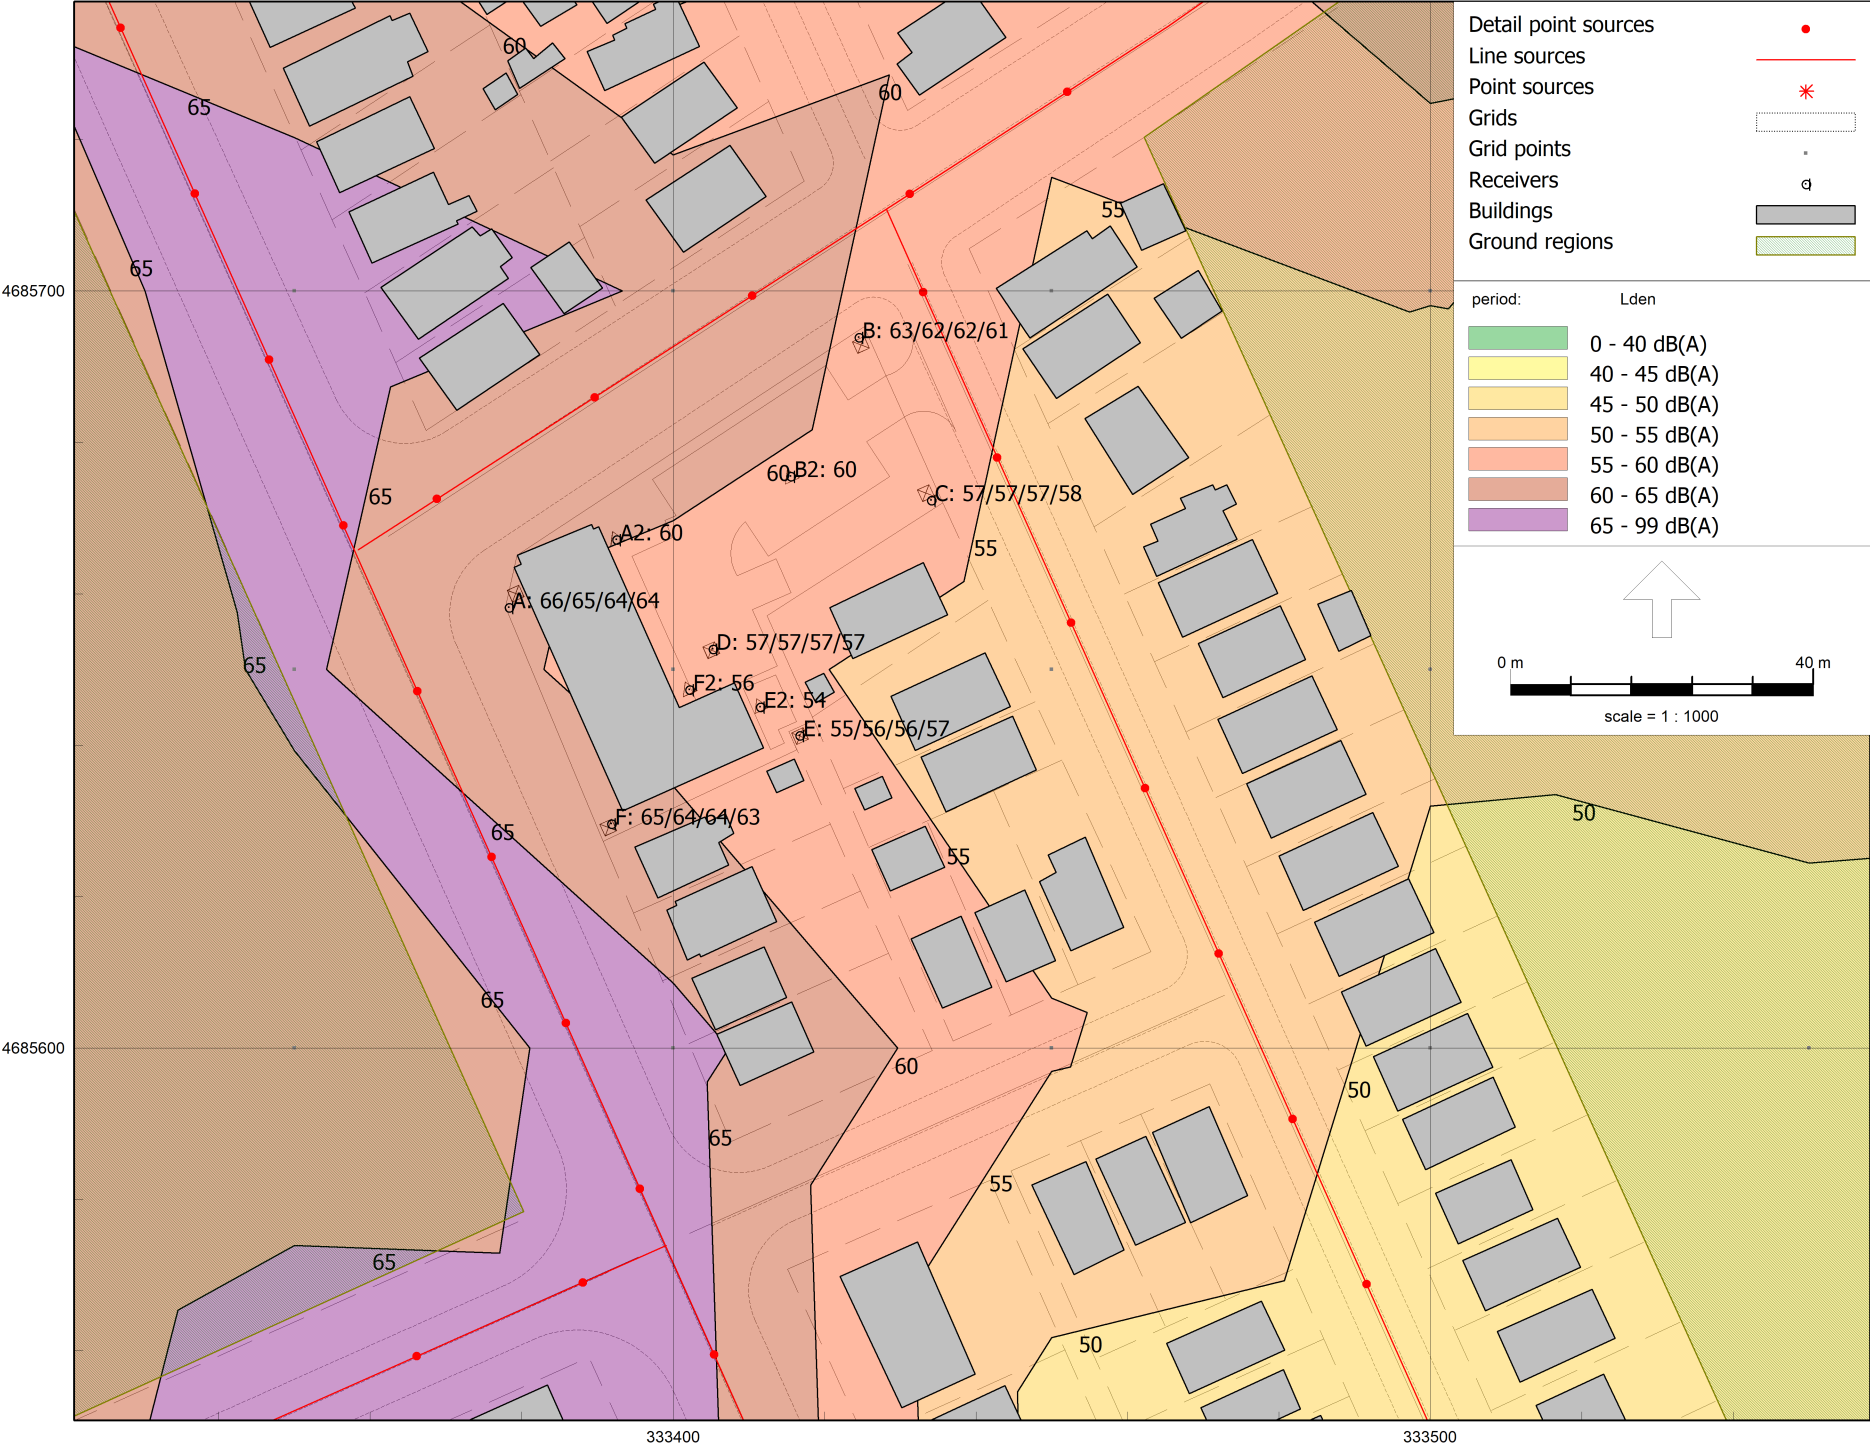 Detail point sources
Line sources
Point sources
Grids
Grid points
Receivers
Buildings
Ground regions
period: Lden
0 - 40 dB(A)
40 - 45 dB(A)
45 - 50 dB(A)
50 - 55 dB(A)
55 - 60 dB(A)
60 - 65 dB(A)
65 - 99 dB(A)
0 m 40 m
scale = 1 : 1000
60
60
65
55
65
4685700
B: 63/62/62/61
60 B2: 60
65
C: 57/57/57/58
A2: 60
55
A: 66/65/64/64
D: 57/57/57/57
65
F2: 56
E2: 54
E: 55/56/56/57
50
F: 65/64/64/63
65
55
65
4685600
60
50
65
55
65
50
333400 333500